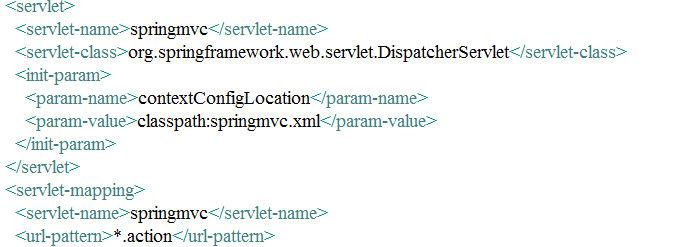 <servlet>
<servlet-name>springmvc</servlet-name>
<servlet-class>org.springframework.web.servlet.DispatcherServlet</servlet-class>
<init-param>
<param-name>contextConfigLocation</param-name>
<param-value>classpath:springmvc.xml</param-value>
</init-param>
</servlet>
<servlet-mapping>
<servlet-name>springmvc</servlet-name>
<url-pattern>*.action</url-pattern>